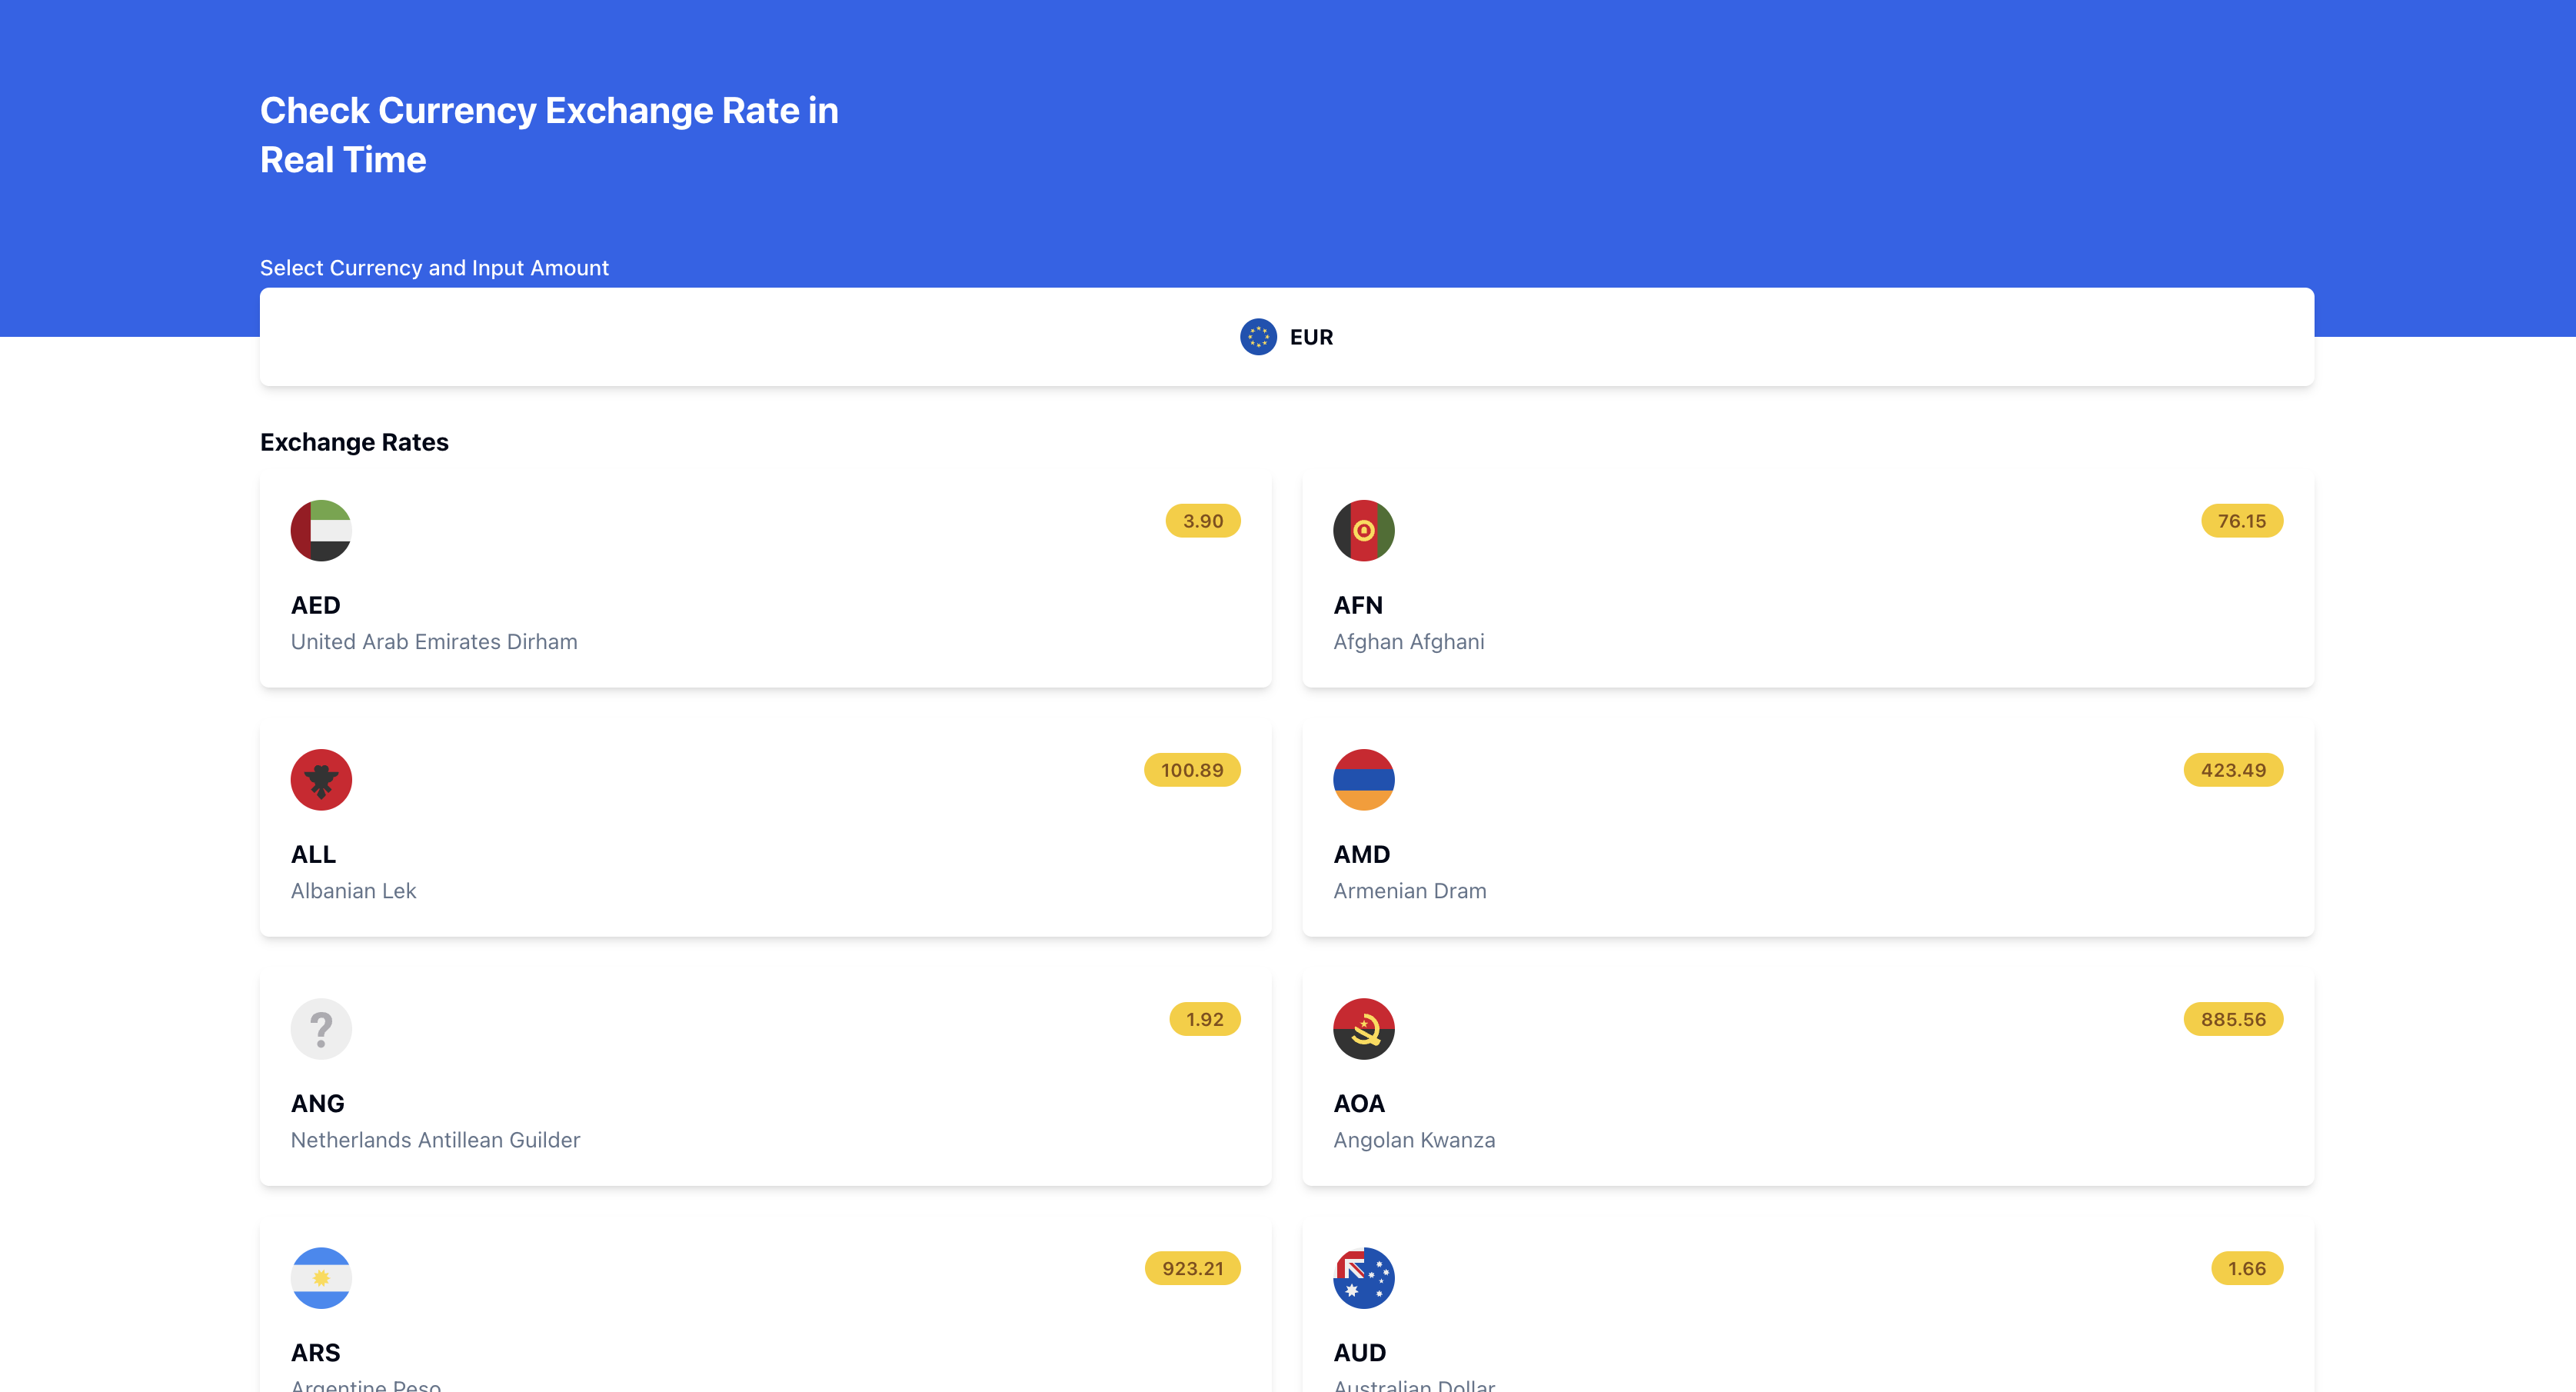 Check Currency Exchange Rate in
Real Time
Select Currency and Input Amount
EUR
Exchange Rates
3.90
AED
United Arab Emirates Dirham
76.15
AFN
Afghan Afghani
100.89
ALL
Albanian Lek
423.49
AMD
Armenian Dram
?
1.92
ANG
Netherlands Antillean Guilder
885.56
AOA
Angolan Kwanza
923.21
ARS
Argentine Peso
1.66
AUD
Australian Dollar